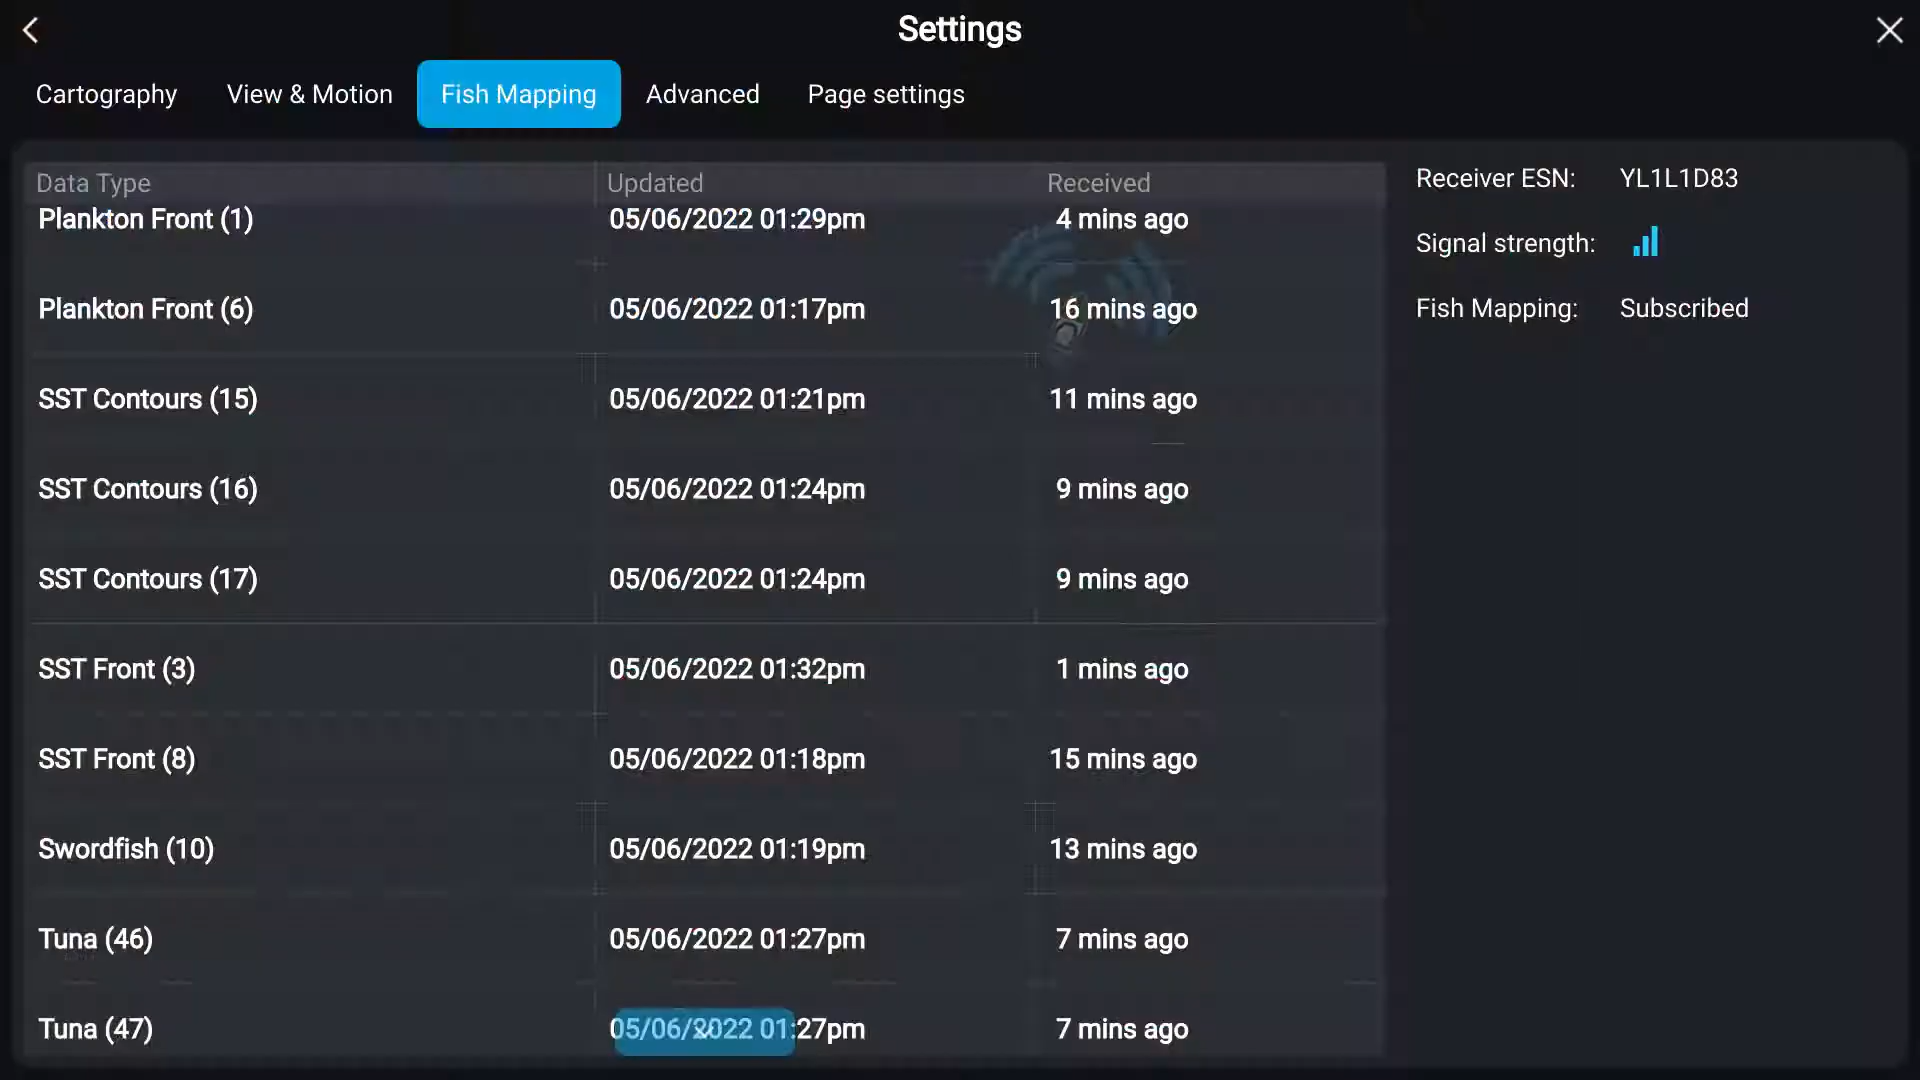 Settings
Cartography View & Motion Fish Mapping Advanced Page settings
Data Type Updated Received
Plankton Front (1) 05/06/2022 01:29pm 4 mins ago
Plankton Front (6) 05/06/2022 01:17pm 16 mins ago
SST Contours (15) 05/06/2022 01:21pm 11 mins ago
SST Contours (16) 05/06/2022 01:24pm 9 mins ago
SST Contours (17) 05/06/2022 01:24pm 9 mins ago
SST Front (3) 05/06/2022 01:32pm 1 mins ago
SST Front (8) 05/06/2022 01:18pm 15 mins ago
Swordfish (10) 05/06/2022 01:19pm 13 mins ago
Tuna (46) 05/06/2022 01:27pm 7 mins ago
Tuna (47) 05/06/2022 01:27pm 7 mins ago
Receiver ESN: YL1L1D83
Signal strength:
Fish Mapping: Subscribed